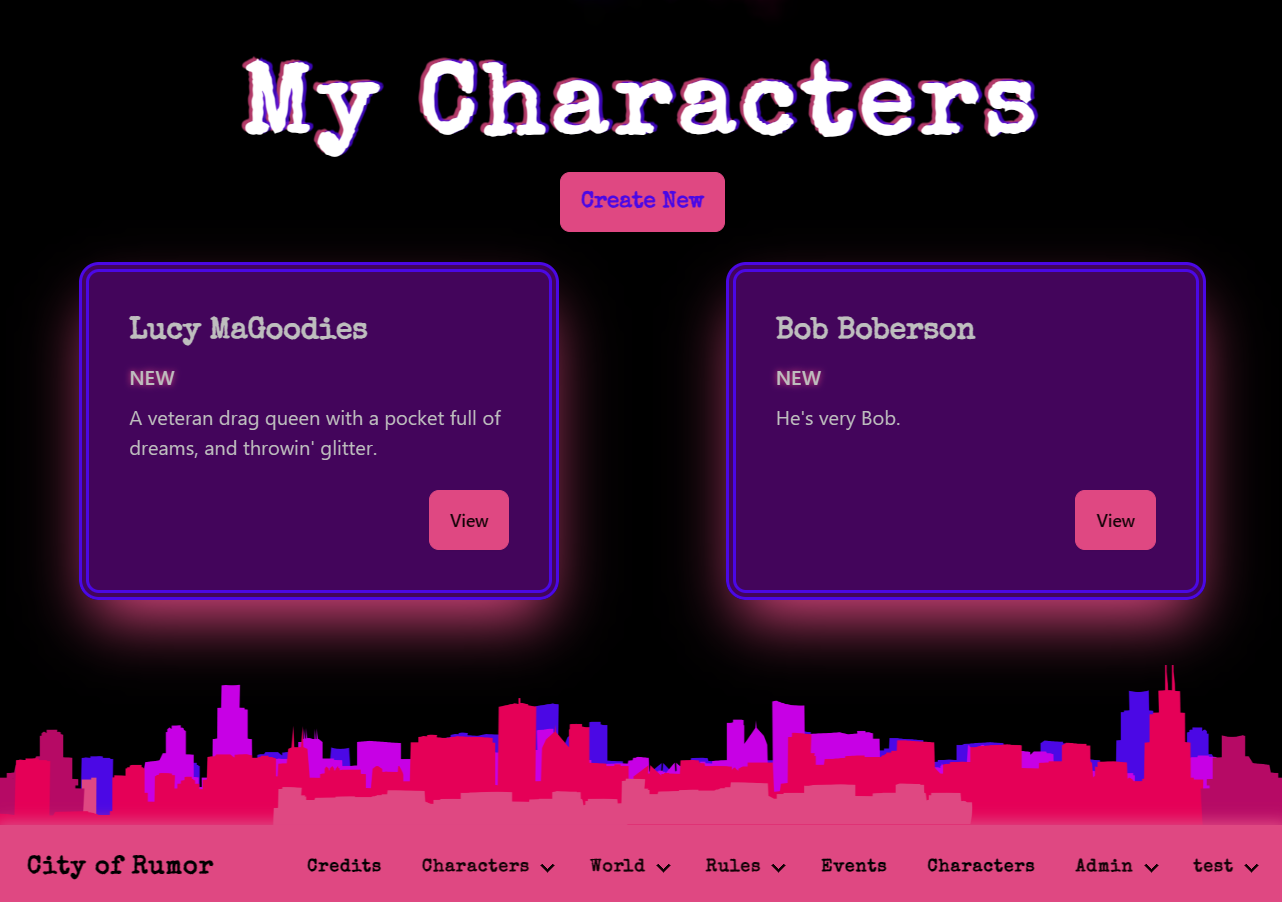 My Characters
Create New
Lucy MaGoodies
NEW
A veteran drag queen with a pocket full of
dreams, and throwin' glitter.
View
Bob Boberson
NEW
He's very Bob.
View
City of Rumor
Credits
Characters
World
Rules
Events
Characters
Admin
test